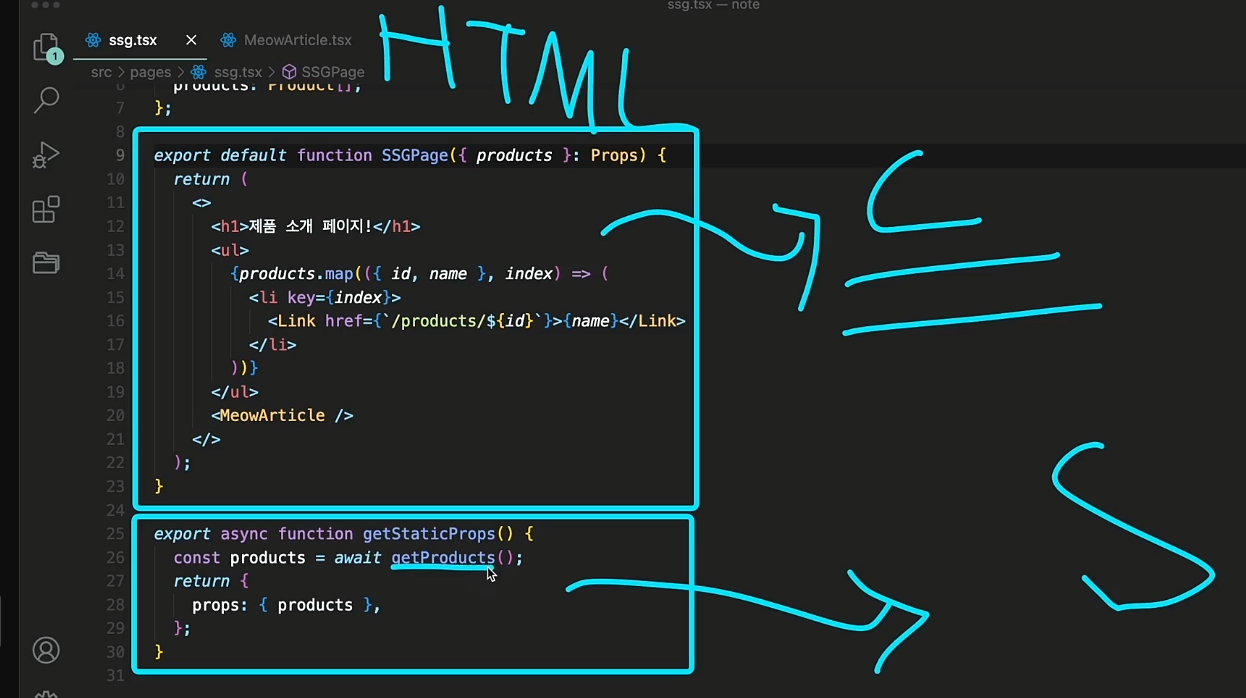 ssg.tsx — note
ssg.tsx MeowArticle.tsx
HTML
1
src > pages > ssg.tsx > SSGPage
6 products: Product[];
7 };
8
9 export default function SSGPage({ products }: Props) {
10 return (
11 <>
12 <h1>제품 소개 페이지!</h1>
13 <ul>
14 {products.map(({ id, name }, index) => (
15 <li key={index}>
16 <Link href={`/products/${id}`}>{name}</Link>
17 </li>
18 ))}
19 </ul>
20 <MeowArticle />
21 </>
22 );
23 }
24
25 export async function getStaticProps() {
26 const products = await getProducts();
27 return {
28 props: { products },
29 };
30 }
31
C
S